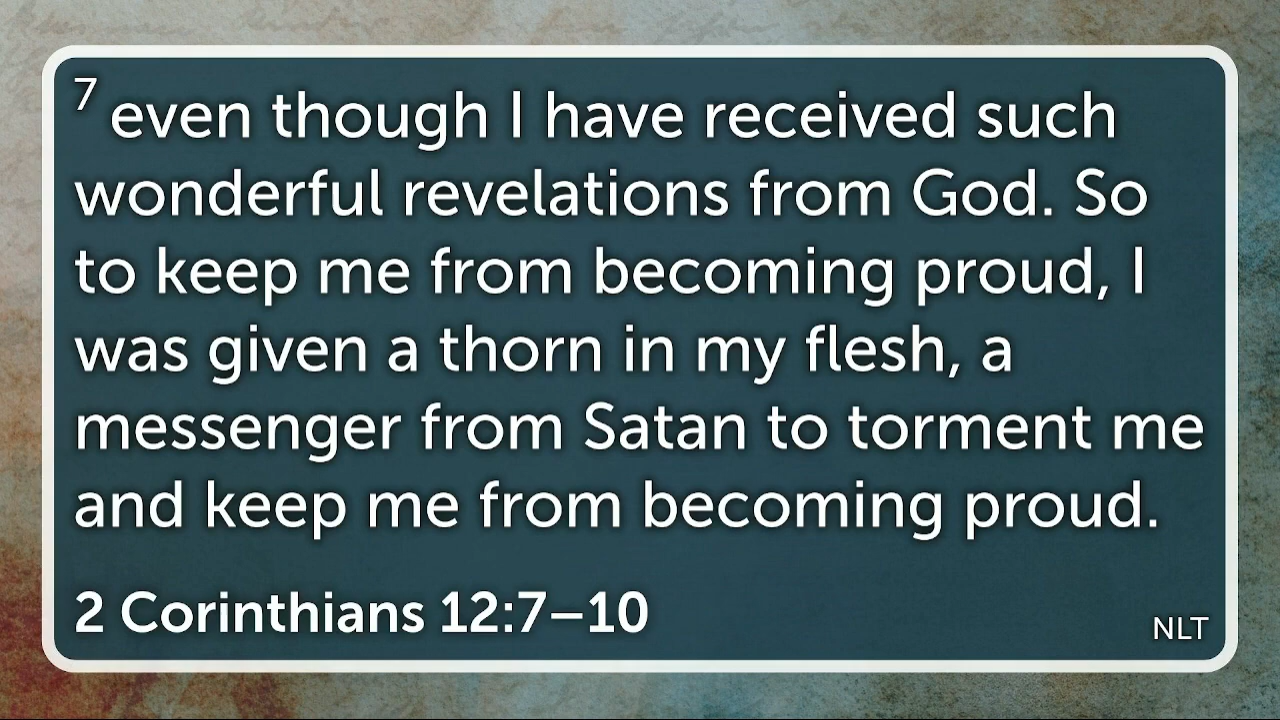 7 even though I have received such
wonderful revelations from God. So
to keep me from becoming proud, I
was given a thorn in my flesh, a
messenger from Satan to torment me
and keep me from becoming proud.
2 Corinthians 12:7–10
NLT